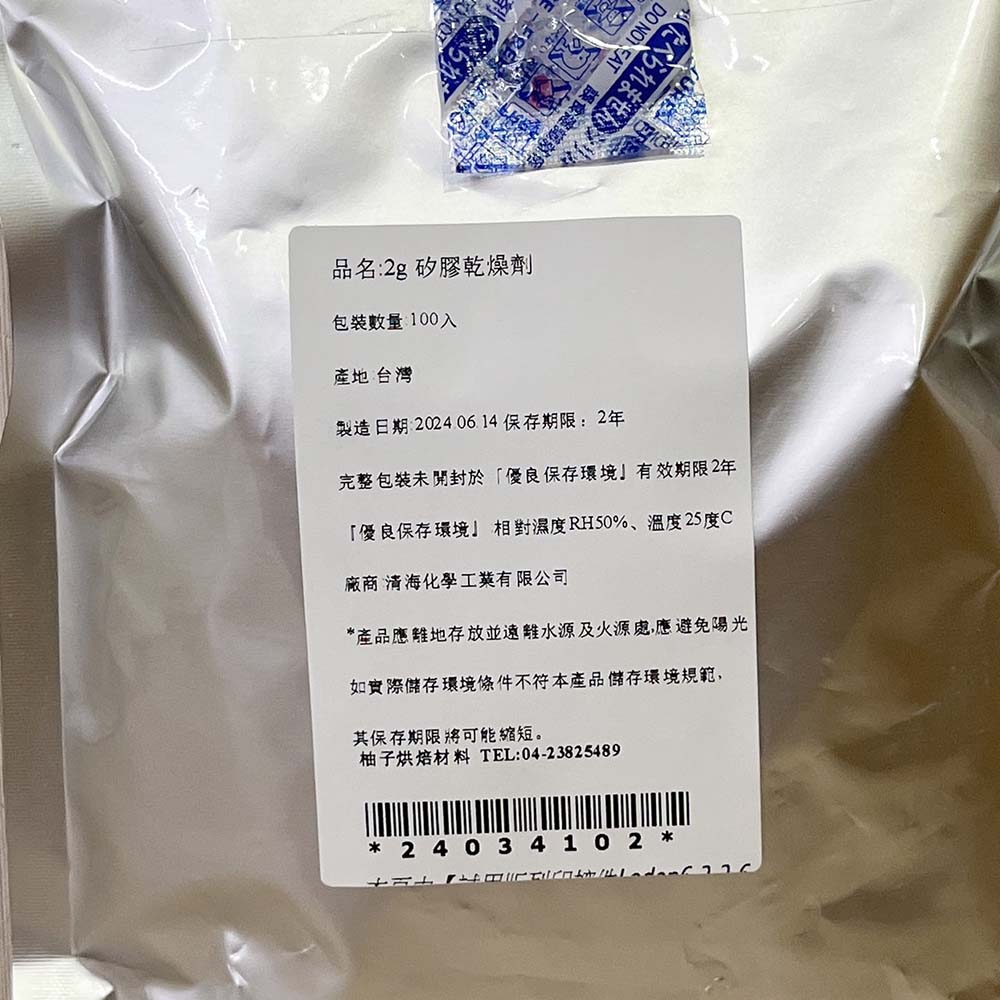 DO NOT EAT
たべられません
品名:2g 矽膠乾燥劑
包裝數量:100入
產地:台灣
製造日期:2024.06.14 保存期限：2年
完整包裝未開封於「優良保存環境』有效期限2年
『優良保存環境』 相對濕度RH50%、溫度25度C
廠商:清海化學工業有限公司
*產品應離地存放並遠離水源及火源處,應避免陽光
如實際儲存環境條件不符本產品儲存環境規範,
其保存期限將可能縮短。
柚子烘焙材料 TEL:04-23825489
*24034102*